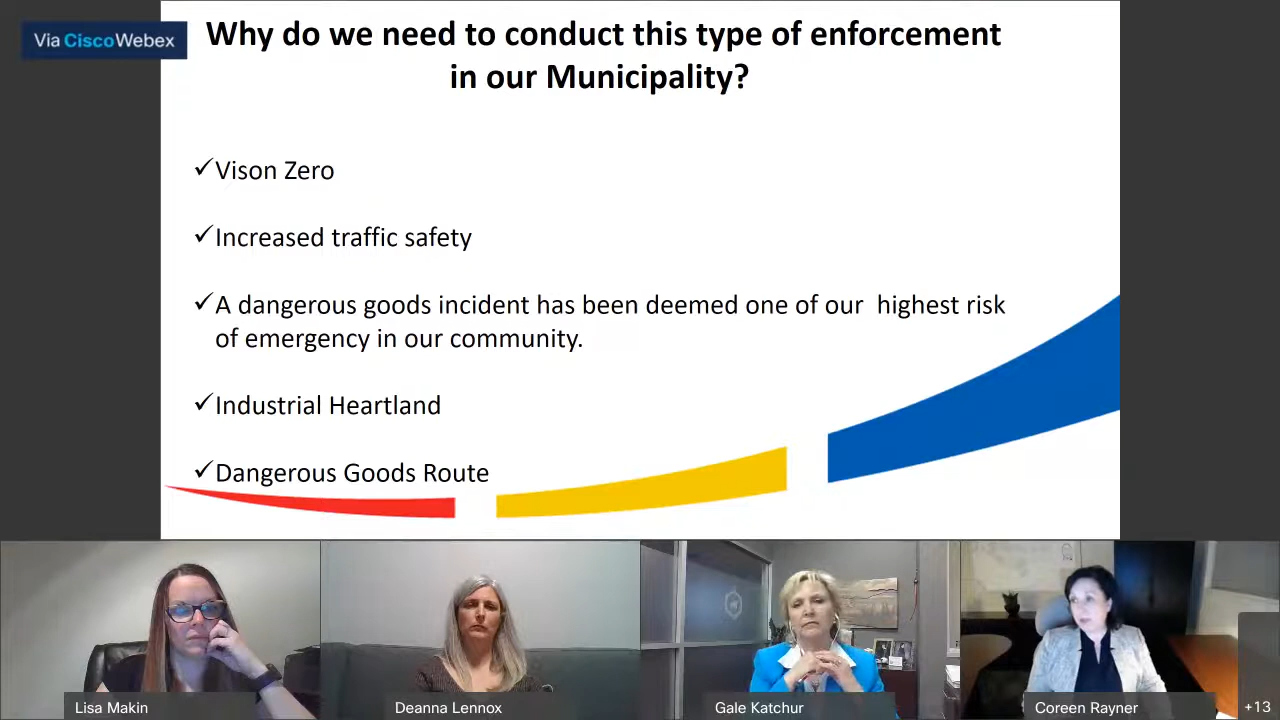 Via CiscoWebex
Why do we need to conduct this type of enforcement
in our Municipality?
✓Vison Zero
✓Increased traffic safety
✓A dangerous goods incident has been deemed one of our highest risk
of emergency in our community.
✓Industrial Heartland
✓Dangerous Goods Route
Lisa Makin
Deanna Lennox
Gale Katchur
Coreen Rayner
+13